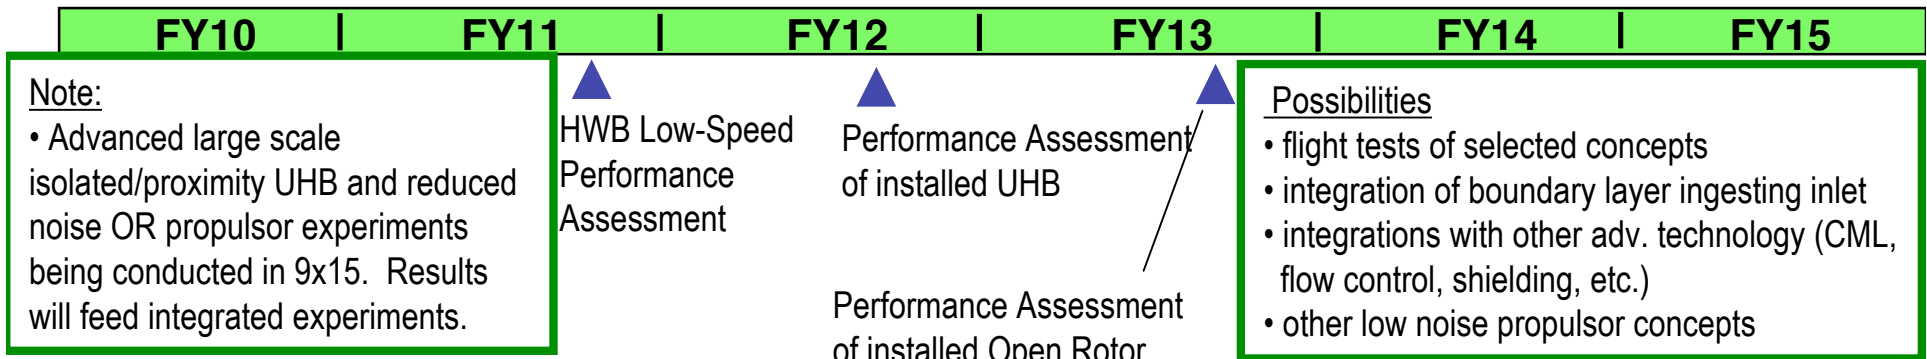 FY10 | FY11 | FY12 | FY13 | FY14 | FY15
Note:
• Advanced large scale
isolated/proximity UHB and reduced
noise OR propulsor experiments
being conducted in 9x15.  Results
will feed integrated experiments.
HWB Low-Speed
Performance
Assessment
Performance Assessment
of installed UHB
Performance Assessment
of installed Open Rotor
Possibilities
• flight tests of selected concepts
• integration of boundary layer ingesting inlet
• integrations with other adv. technology (CML,
flow control, shielding, etc.)
• other low noise propulsor concepts